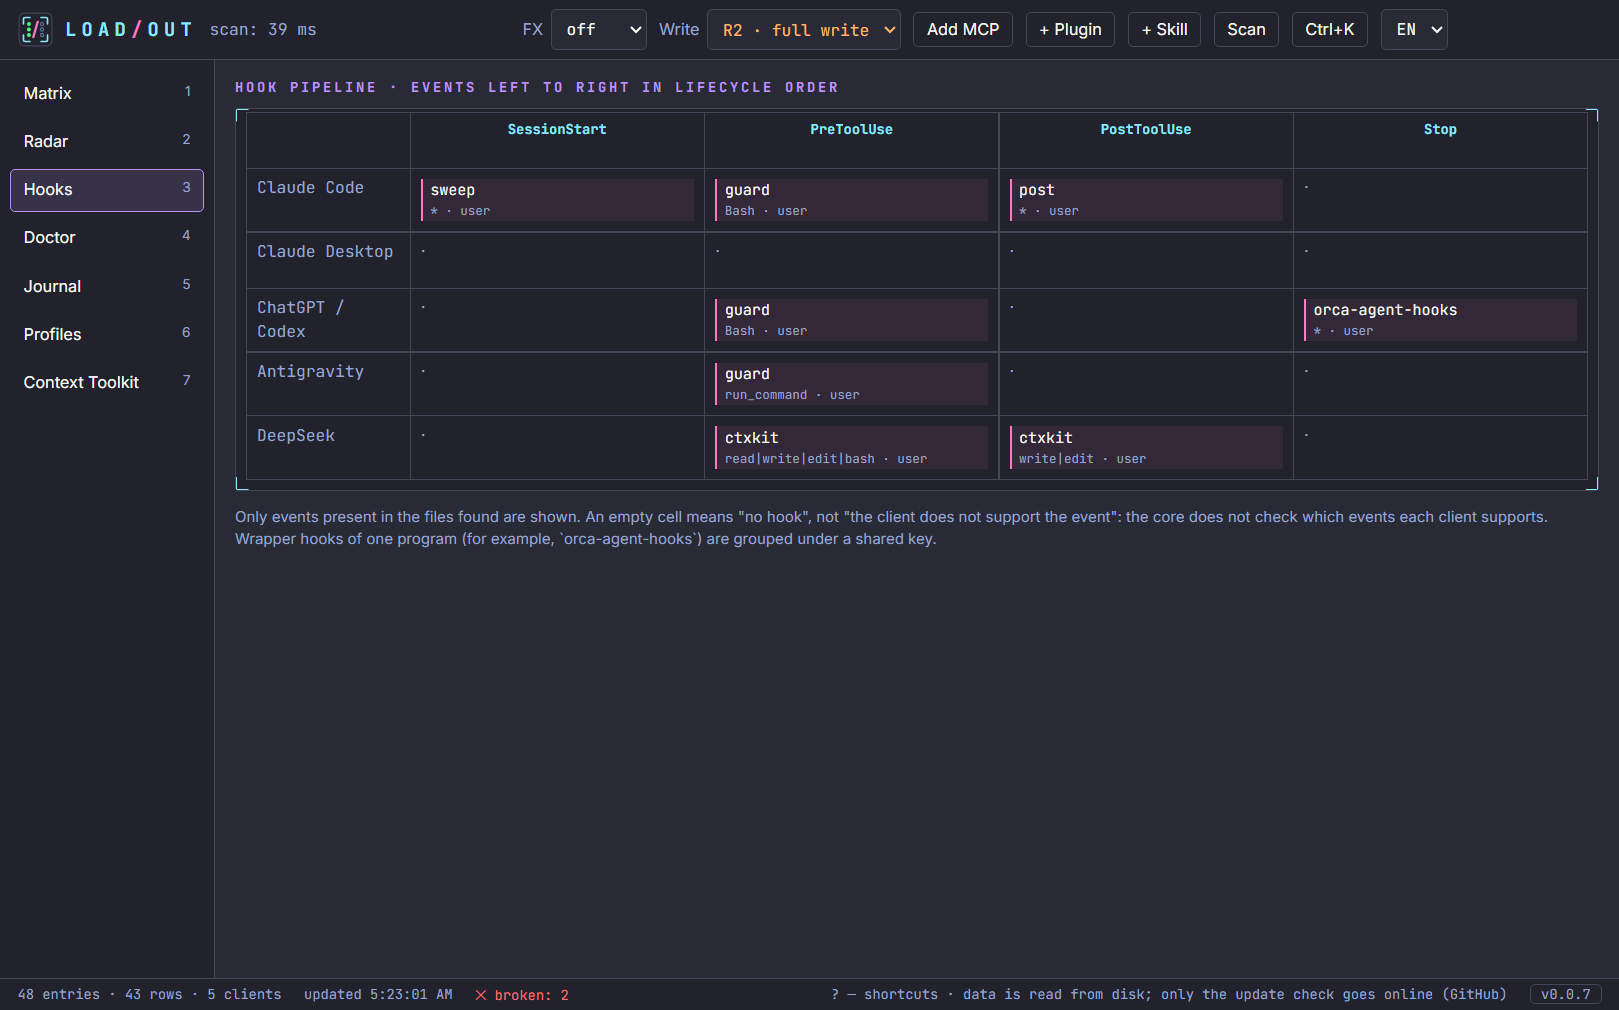 LOAD/OUT scan: 39 ms FX off Write R2 · full write Add MCP + Plugin + Skill Scan Ctrl+K EN
Matrix 1
Radar 2
Hooks 3
Doctor 4
Journal 5
Profiles 6
Context Toolkit 7
HOOK PIPELINE · EVENTS LEFT TO RIGHT IN LIFECYCLE ORDER
SessionStart PreToolUse PostToolUse Stop
Claude Code sweep guard post ·
* · user Bash · user * · user
Claude Desktop · · · ·
ChatGPT / · guard · orca-agent-hooks
Codex Bash · user * · user
Antigravity · guard · ·
run_command · user
DeepSeek · ctxkit ctxkit ·
read|write|edit|bash · user write|edit · user
Only events present in the files found are shown. An empty cell means "no hook", not "the client does not support the event": the core does not check which events each client supports.
Wrapper hooks of one program (for example, `orca-agent-hooks`) are grouped under a shared key.
48 entries · 43 rows · 5 clients updated 5:23:01 AM ✕ broken: 2 ? — shortcuts · data is read from disk; only the update check goes online (GitHub) v0.0.7